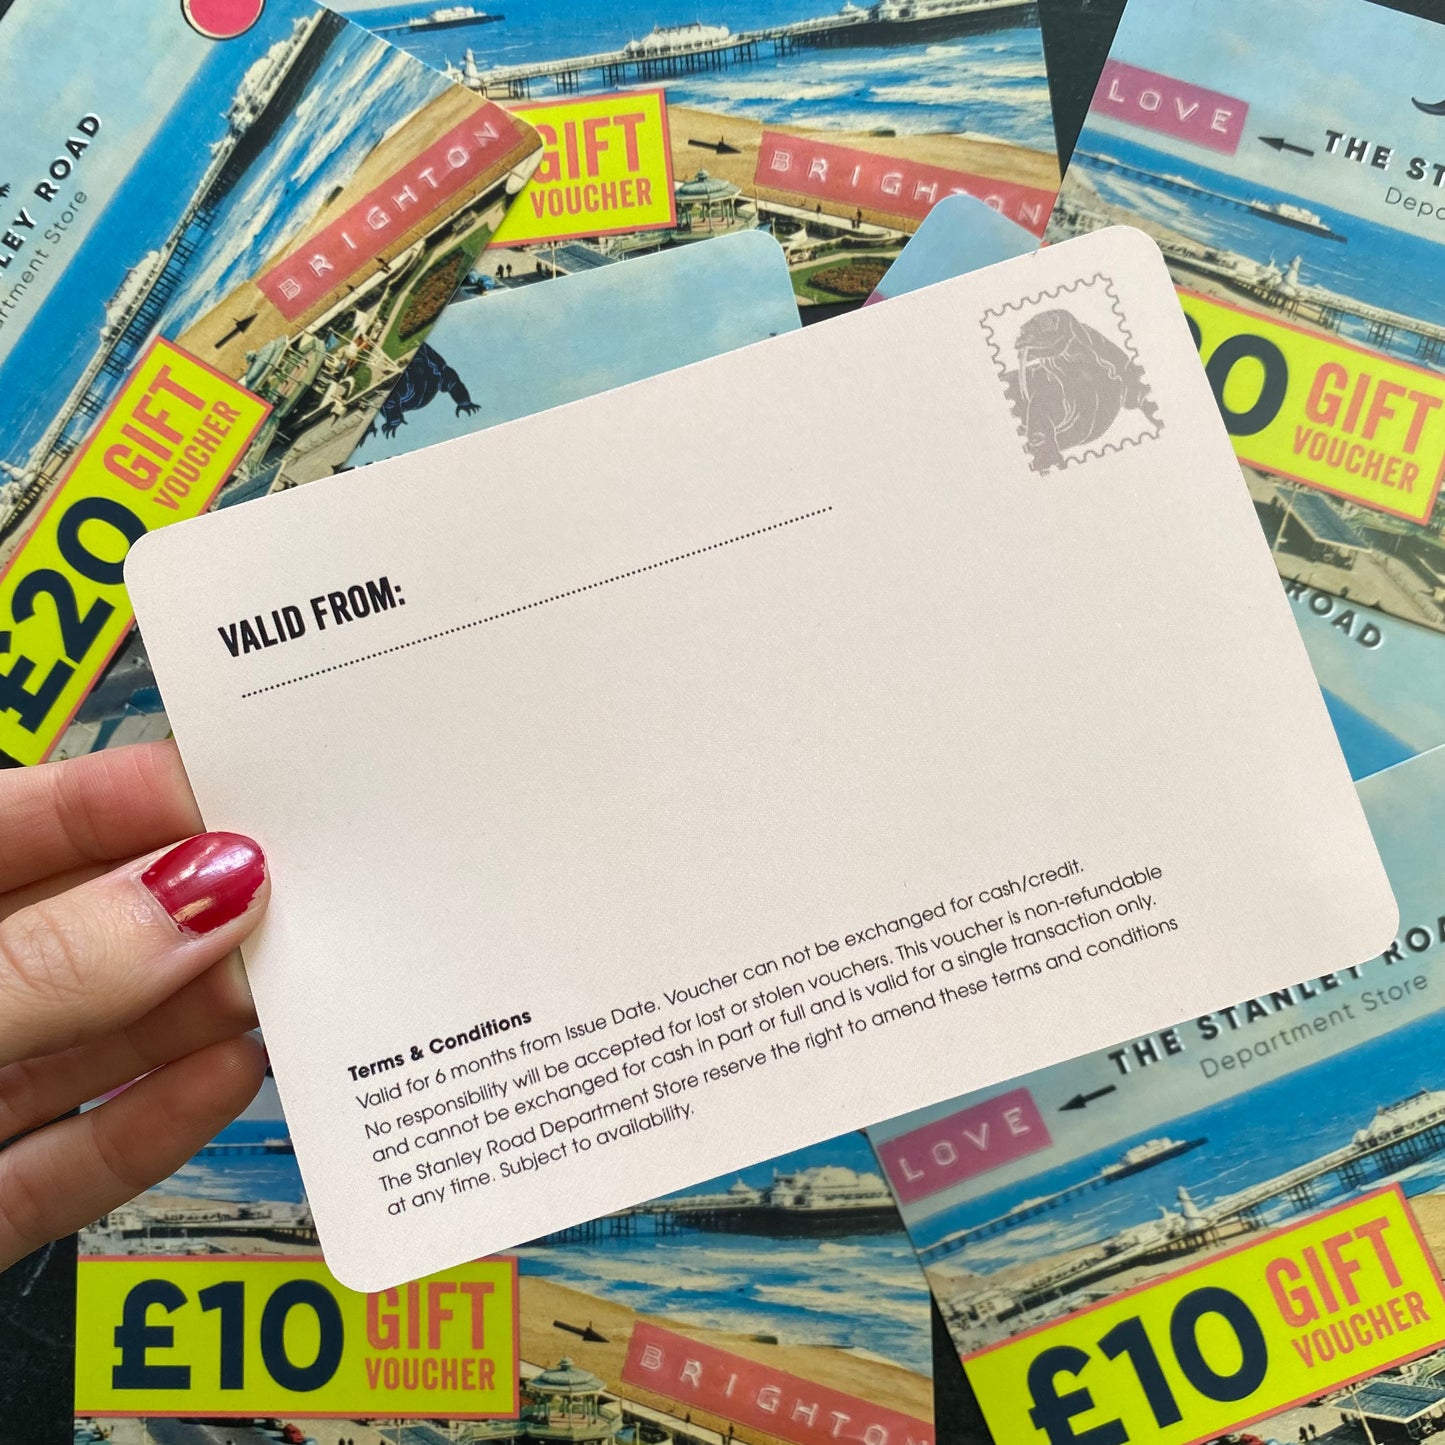 LEY ROAD
artment Store
BRIGHTON
£20
GIFT
VOUCHER
GIFT
VOUCHER
BRIGHTON
LOVE
THE ST
Depa
0
GIFT
VOUCHER
ROAD
VALID FROM:
Terms & Conditions
Valid for 6 months from Issue Date. Voucher can not be exchanged for cash/credit.
No responsibility will be accepted for lost or stolen vouchers. This voucher is non-refundable
and cannot be exchanged for cash in part or full and is valid for a single transaction only.
The Stanley Road Department Store reserve the right to amend these terms and conditions
at any time. Subject to availability.
THE STANLEY ROA
Department Store
LOVE
£10
GIFT
VOUCHER
BRIGHTON
£10
GIFT
VOUCHER